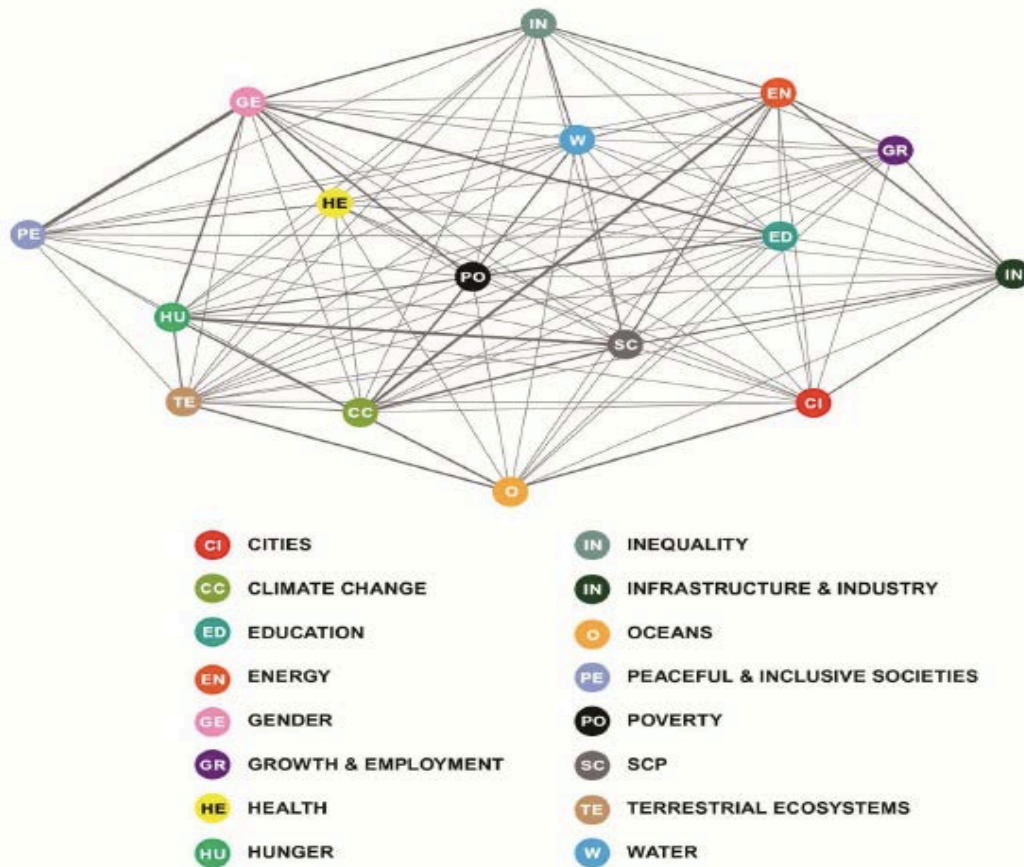 IN
EN
GE
W
GR
HE
PE
ED
PO
IN
HU
SC
TE
CC
CI
O
CI CITIES
IN INEQUALITY
CC CLIMATE CHANGE
IN INFRASTRUCTURE & INDUSTRY
ED EDUCATION
O OCEANS
EN ENERGY
PE PEACEFUL & INCLUSIVE SOCIETIES
GE GENDER
PO POVERTY
GR GROWTH & EMPLOYMENT
SC SCP
HE HEALTH
TE TERRESTRIAL ECOSYSTEMS
HU HUNGER
W WATER